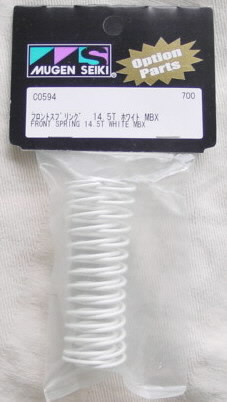 MUGEN SEIKI
Option
Parts
C0594 700
フロントスプリング 14.5T ホワイト MBX
FRONT SPRING 14.5T WHITE MBX